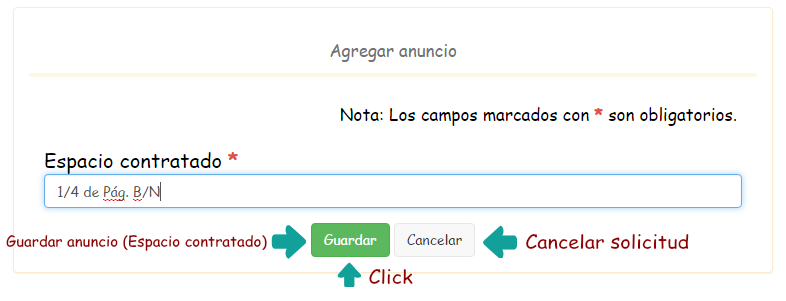 Agregar anuncio
Nota: Los campos marcados con * son obligatorios.
Espacio contratado *
1/4 de Pág. B/N
Guardar anuncio (Espacio contratado) Guardar Cancelar Cancelar solicitud
Click